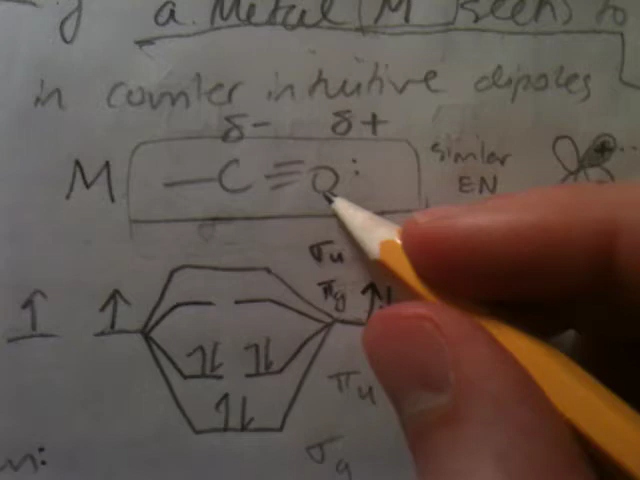 a Metal (M) seems to
in counter intuitive dipoles
δ- δ+
M —C≡O:
similar
EN
σu
πg
πu
σg